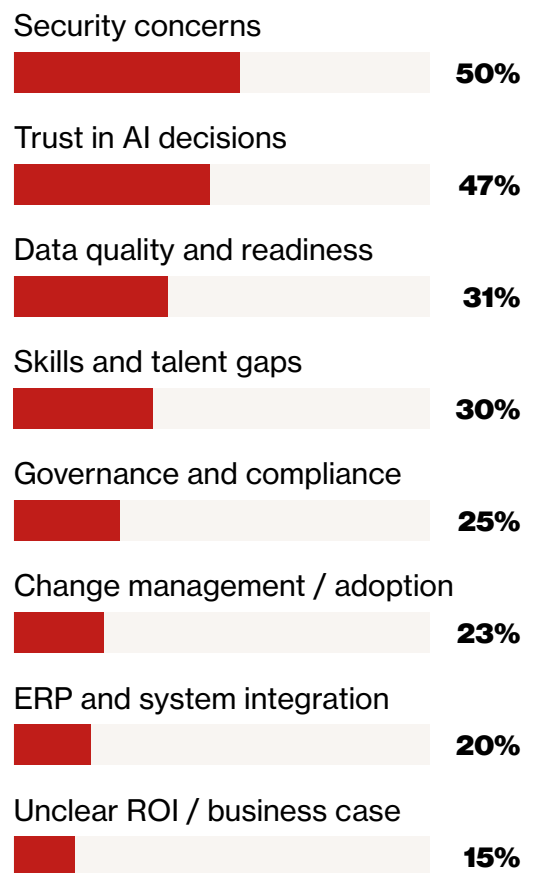 Security concerns
50%
Trust in AI decisions
47%
Data quality and readiness
31%
Skills and talent gaps
30%
Governance and compliance
25%
Change management / adoption
23%
ERP and system integration
20%
Unclear ROI / business case
15%